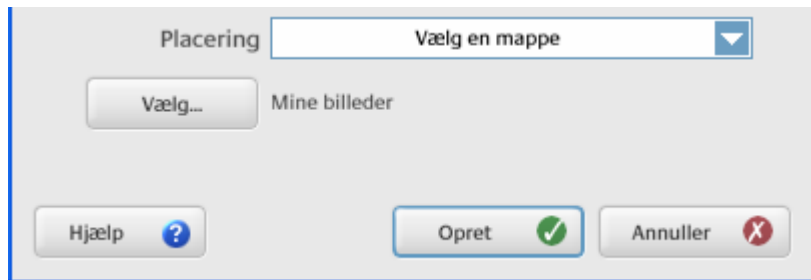 Placering Vælg en mappe
Vælg... Mine billeder
Hjælp Opret Annuller